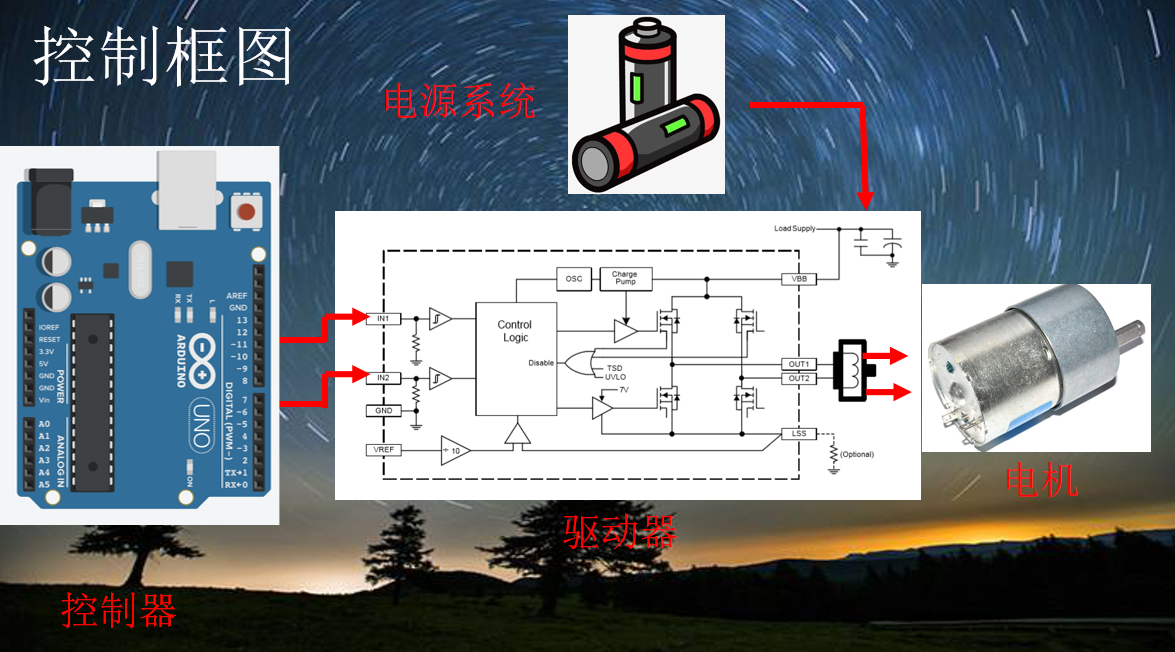 控制框图
电源系统
Load Supply
OSC
Charge Pump
VBB
IN1
Control Logic
Disable
TSD
UVLO
OUT1
IN2
OUT2
7V
GND
LSS
VREF
÷ 10
(Optional)
AREF
GND
13
12
~11
~10
~9
8
7
~6
~5
4
~3
2
TX→1
RX←0
DIGITAL (PWM~)
RX
TX
L
ARDUINO
UNO
ON
IOREF
RESET
3.3V
5V
GND
GND
Vin
POWER
A0
A1
A2
A3
A4
A5
ANALOG IN
电机
驱动器
控制器